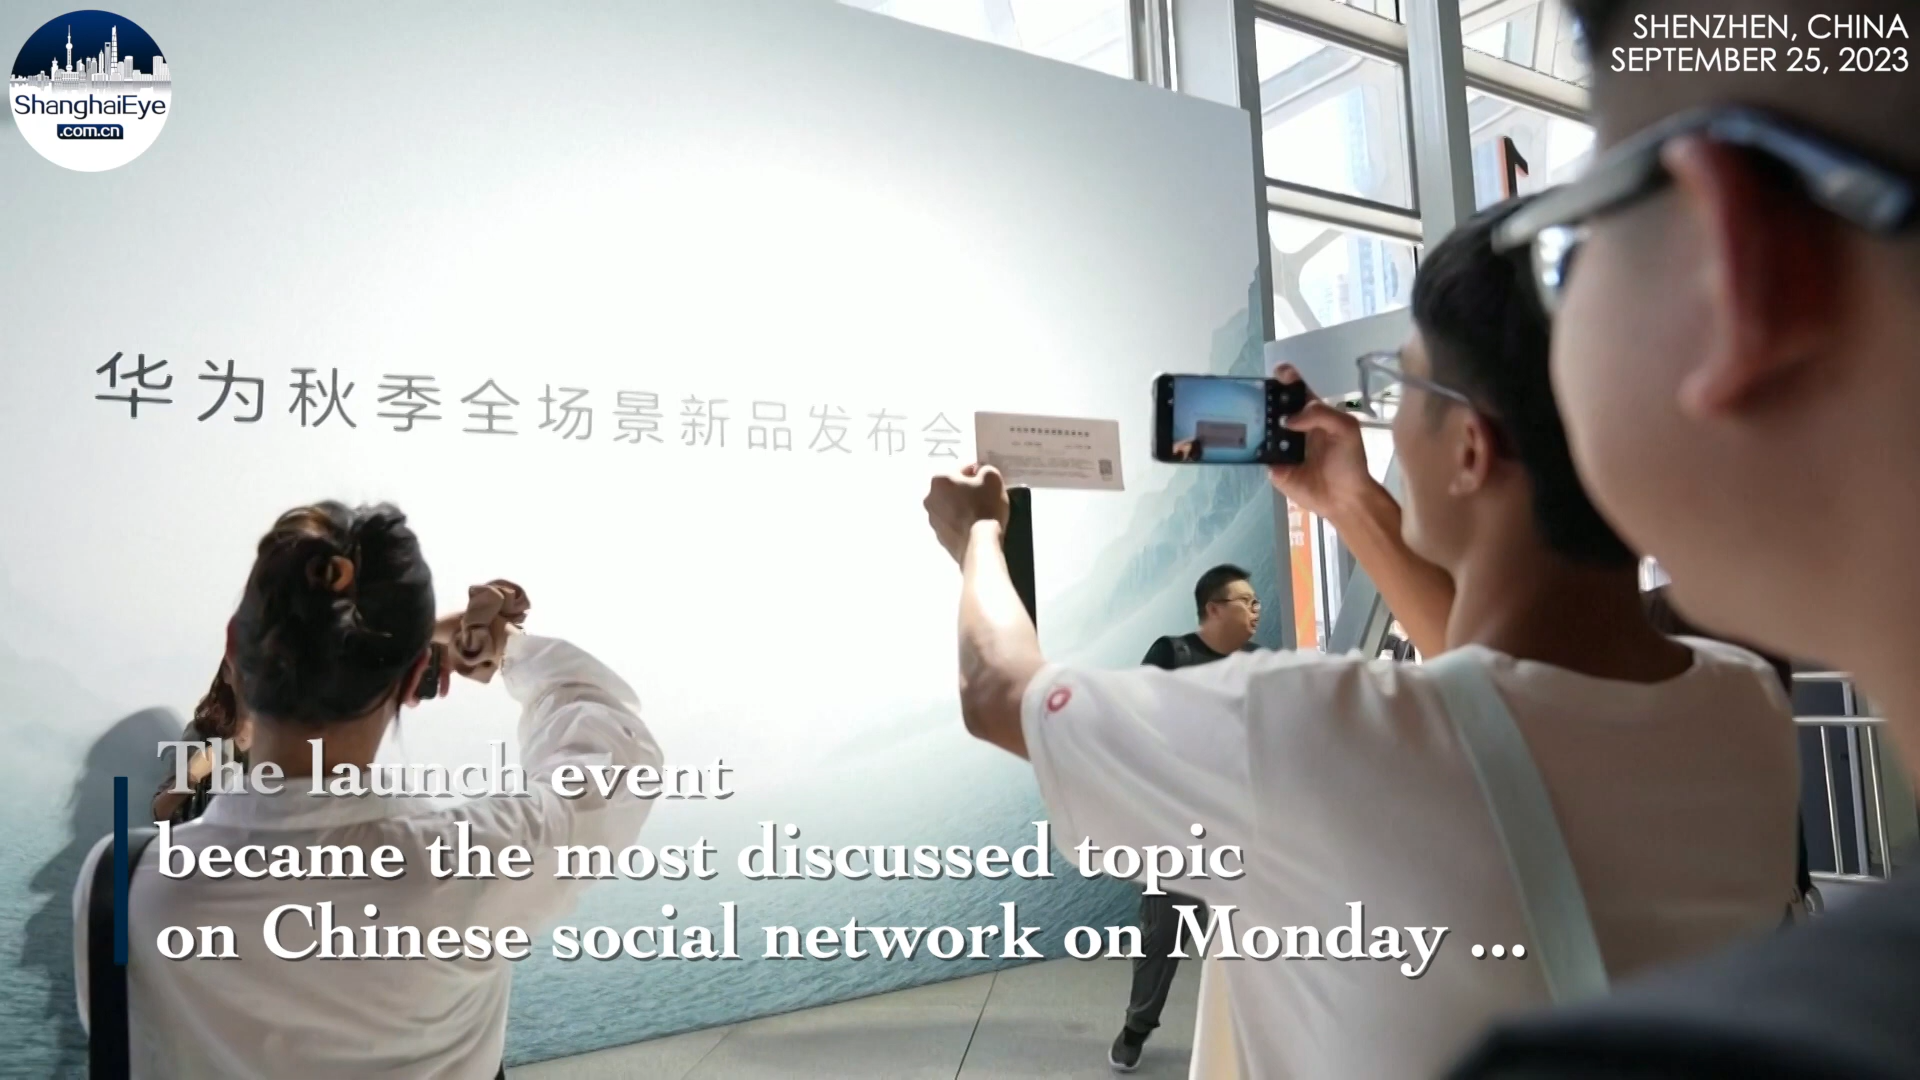 ShanghaiEye
.com.cn
SHENZHEN, CHINA
SEPTEMBER 25, 2023
华为秋季全场景新品发布会
The launch event
became the most discussed topic
on Chinese social network on Monday ...